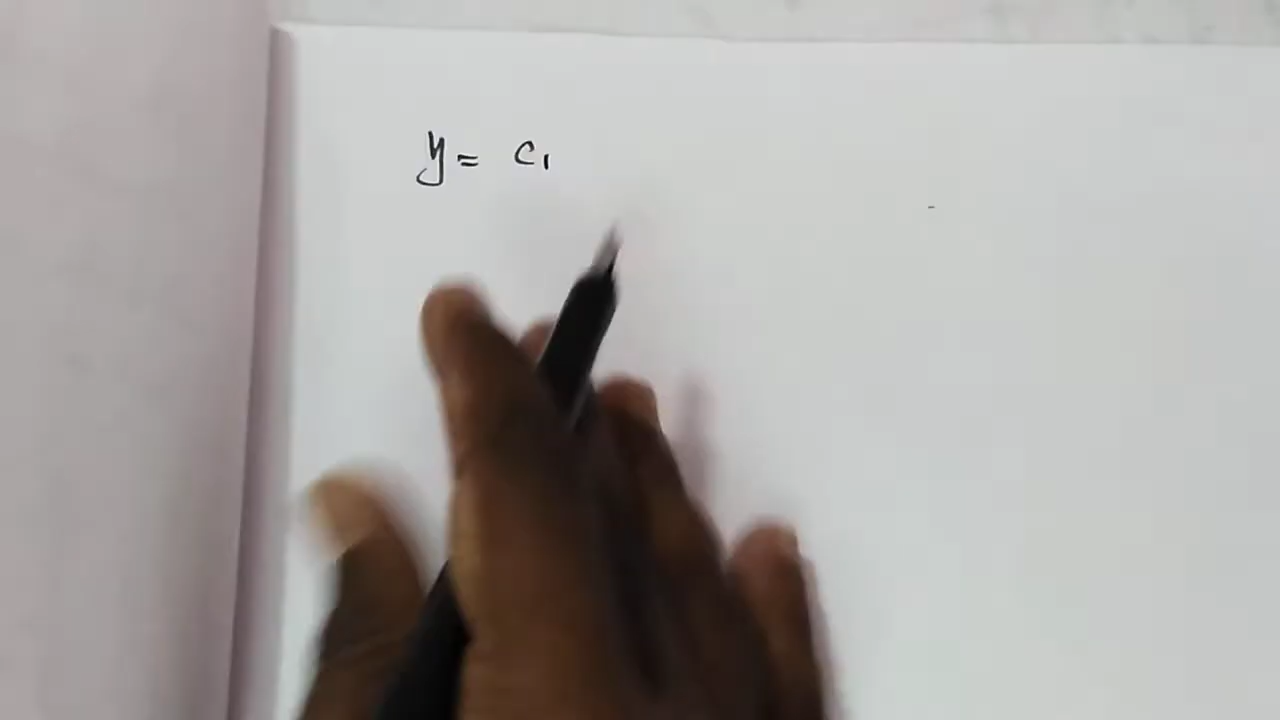 y = c₁